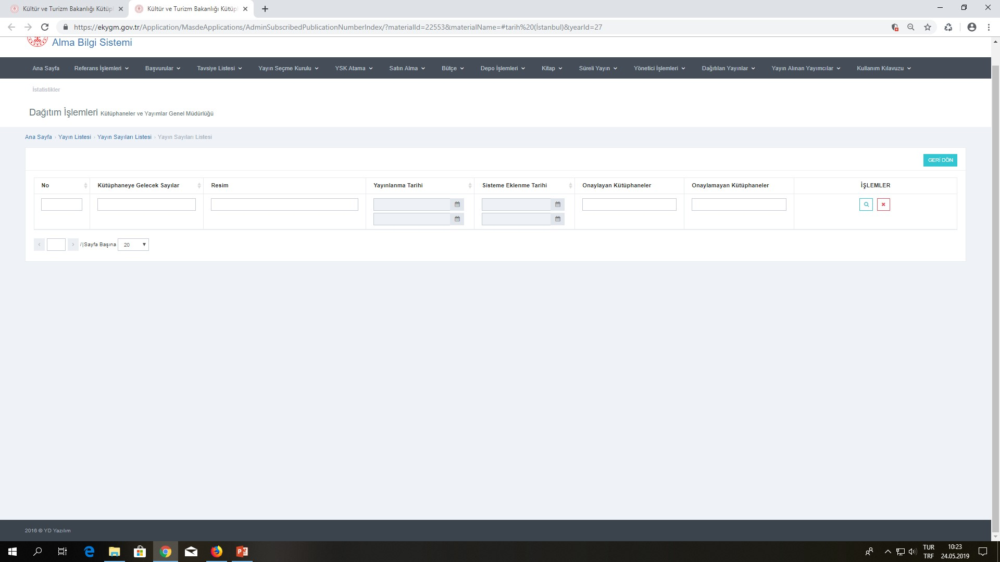 Kültür ve Turizm Bakanlığı Kütüp
Kültür ve Turizm Bakanlığı Kütüp
https://ekygm.gov.tr/Application/MasdeApplications/AdminSubscribedPublicationNumberIndex/?materialId=22553&materialName=#tarih%20(İstanbul)&yearId=27
Alma Bilgi Sistemi
Ana Sayfa Referans İşlemleri Başvurular Tavsiye Listesi Yayın Seçme Kurulu YSK Atama Satın Alma Bütçe Depo İşlemleri Kitap Süreli Yayın Yönetici İşlemleri Dağıtılan Yayınlar Yayın Alınan Yayımcılar Kullanım Kılavuzu
İstatistikler
Dağıtım İşlemleri Kütüphaneler ve Yayımlar Genel Müdürlüğü
Ana Sayfa › Yayın Listesi › Yayın Sayıları Listesi › Yayın Sayıları Listesi
GERİ DÖN
No Kütüphaneye Gelecek Sayılar Resim Yayınlanma Tarihi Sisteme Eklenme Tarihi Onaylayan Kütüphaneler Onaylamayan Kütüphaneler İŞLEMLER
< > /|Sayfa Başına 20
2016 © YD Yazılım
TUR 10:23
TRF 24.05.2019